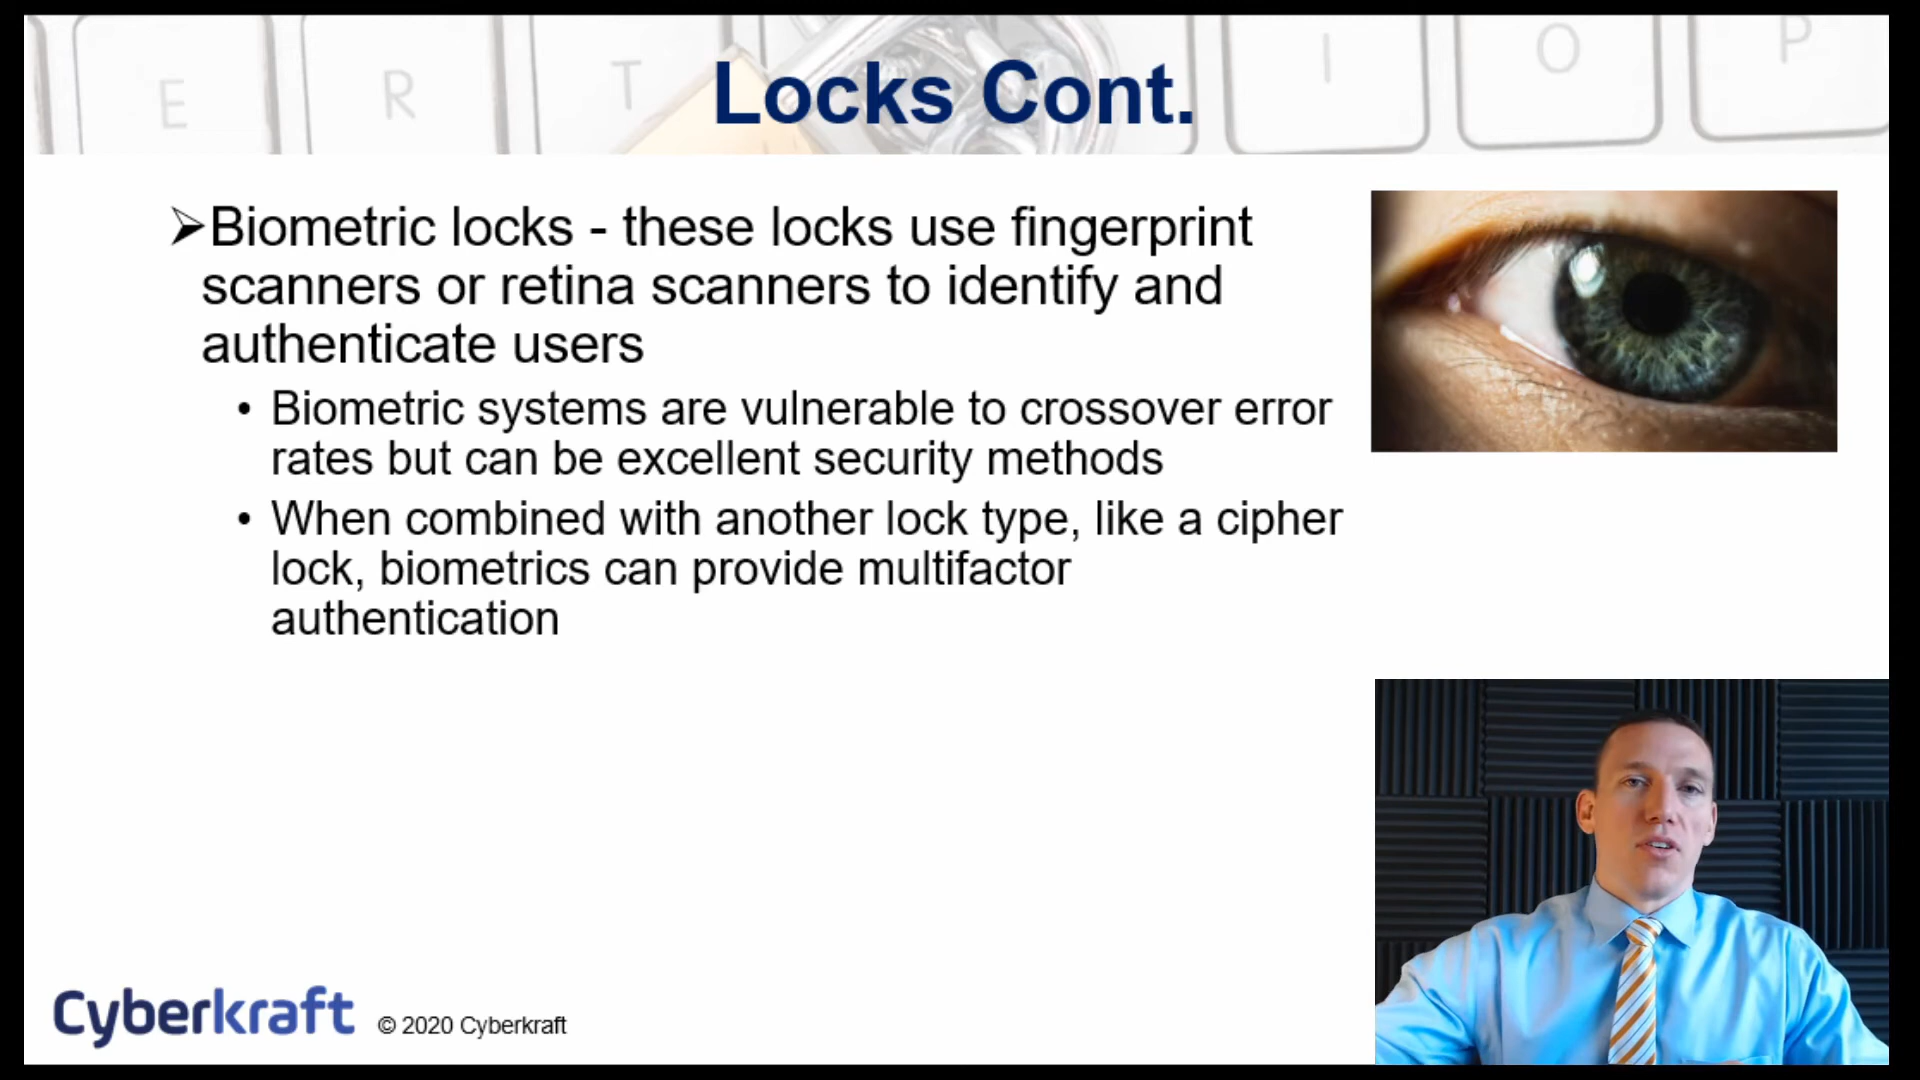 E R T I O P
Locks Cont.
➢Biometric locks - these locks use fingerprint
scanners or retina scanners to identify and
authenticate users
• Biometric systems are vulnerable to crossover error
rates but can be excellent security methods
• When combined with another lock type, like a cipher
lock, biometrics can provide multifactor
authentication
Cyberkraft © 2020 Cyberkraft